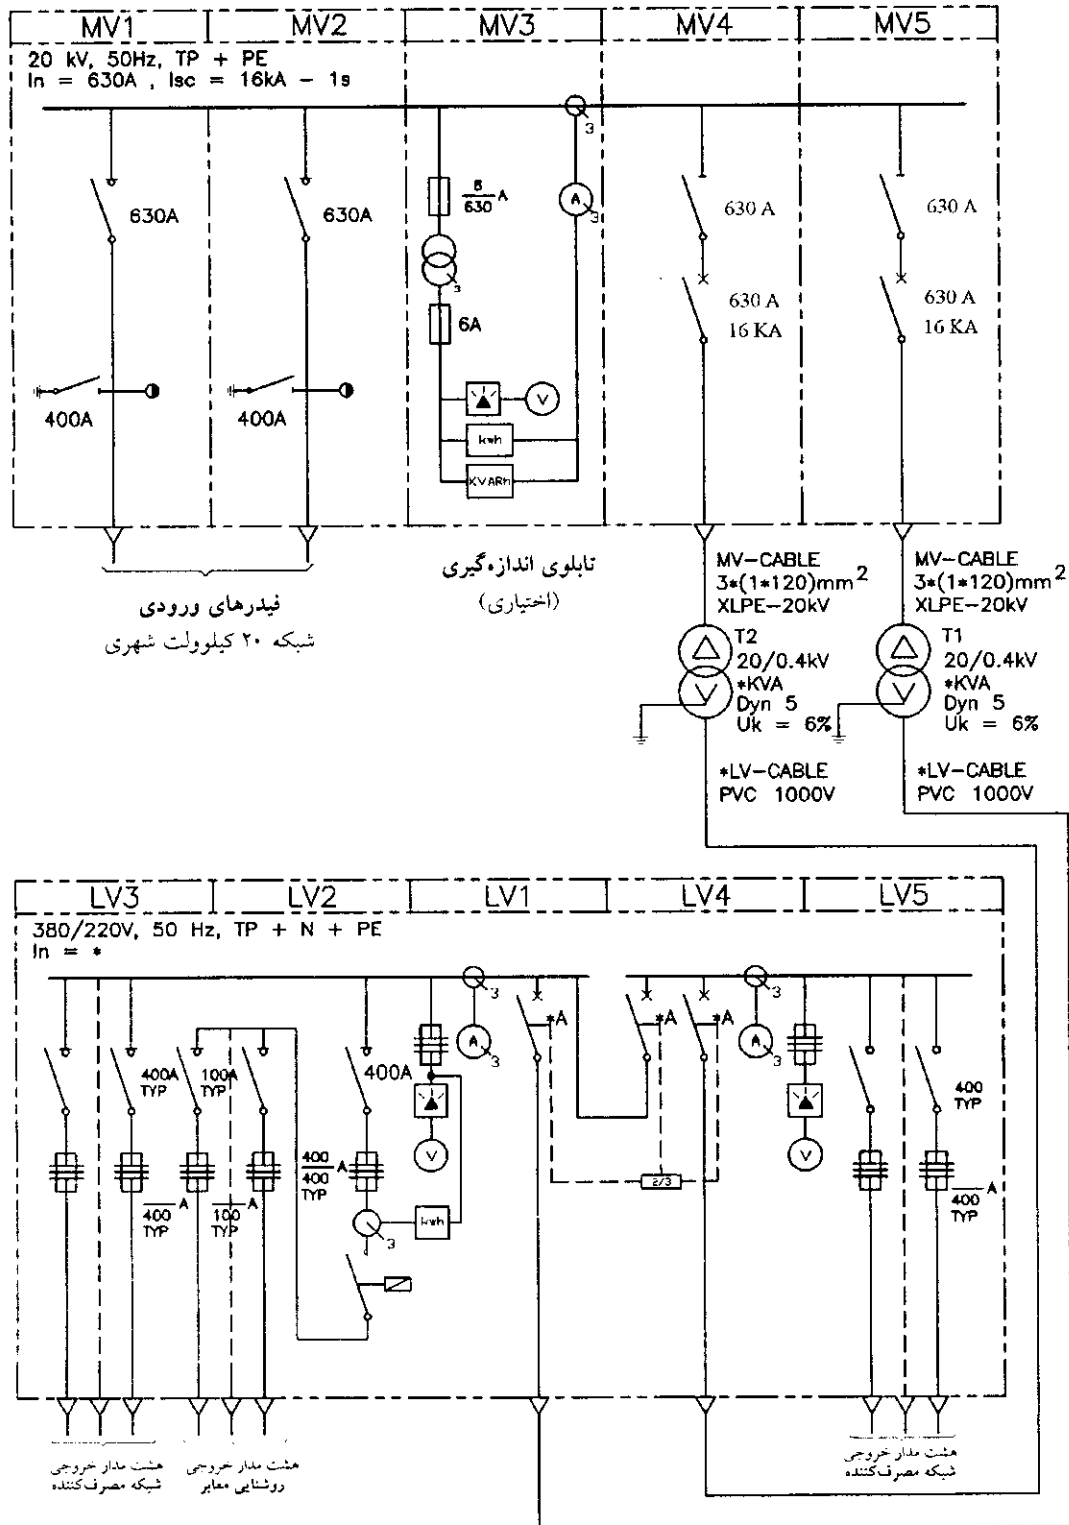 MV1 MV2 MV3 MV4 MV5
20 kV, 50Hz, TP + PE
In = 630A , Isc = 16kA - 1s
3
630A
630A
6/630 A
A
3
630 A
630 A
3
6A
630 A
16 KA
630 A
16 KA
400A
400A
V
kwh
KVARh
فیدرهای ورودی
شبکه ۲۰ کیلوولت شهری
تابلوی اندازه‌گیری
(اختیاری)
MV-CABLE
3*(1*120)mm²
XLPE-20kV
T2
20/0.4kV
*KVA
Dyn 5
Uk = 6%
*LV-CABLE
PVC 1000V
MV-CABLE
3*(1*120)mm²
XLPE-20kV
T1
20/0.4kV
*KVA
Dyn 5
Uk = 6%
*LV-CABLE
PVC 1000V
LV3 LV2 LV1 LV4 LV5
380/220V, 50 Hz, TP + N + PE
In = *
3
3
*A
*A
*A
A
3
A
3
400A
TYP
100A
TYP
400A
400
TYP
V
V
400/400 A
TYP
2/3
400 A
TYP
100 A
TYP
400 A
TYP
3
kwh
هشت مدار خروجی
شبکه مصرف‌کننده
هشت مدار خروجی
روشنایی معابر
هشت مدار خروجی
شبکه مصرف‌کننده